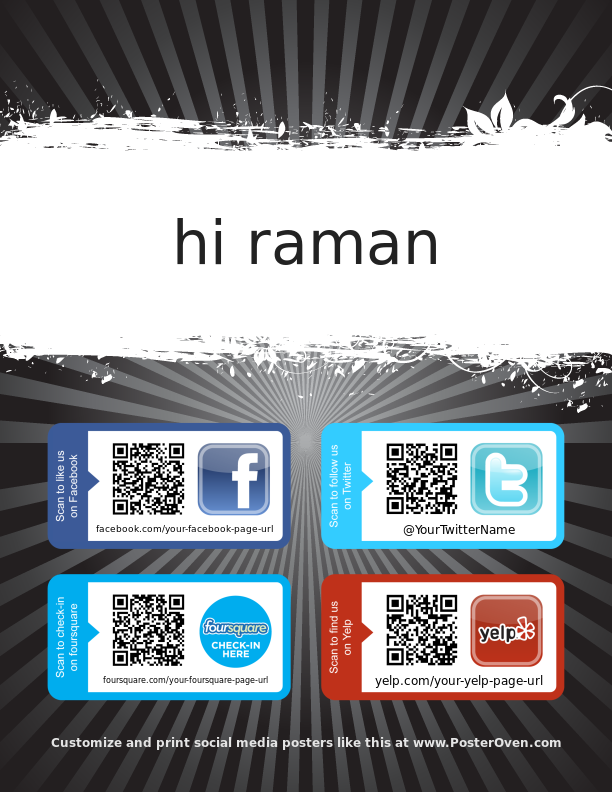 hi raman
Scan to like us
on Facebook
f
facebook.com/your-facebook-page-url
Scan to follow us
on Twitter
t
@YourTwitterName
Scan to check-in
on foursquare
foursquare
CHECK-IN
HERE
foursquare.com/your-foursquare-page-url
Scan to find us
on Yelp
yelp
yelp.com/your-yelp-page-url
Customize and print social media posters like this at www.PosterOven.com